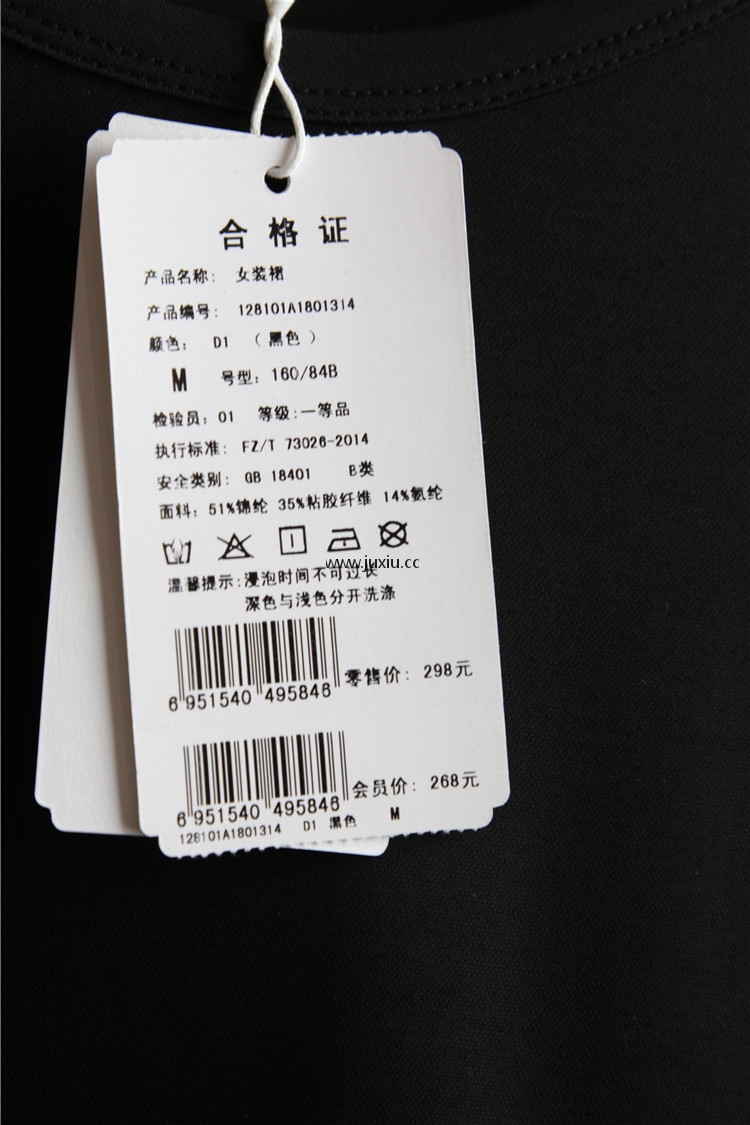 合格证
产品名称: 女装裙
产品编号: 128101A1801314
颜色: D1 (黑色)
M 号型: 160/84B
检验员: 01 等级:一等品
执行标准: FZ/T 73026-2014
安全类别: GB 18401 B类
面料: 51%锦纶 35%粘胶纤维 14%氨纶
www.juxiu.cc
温馨提示:浸泡时间不可过长
深色与浅色分开洗涤
6 951540 495846 零售价: 298元
6 951540 495846 会员价: 268元
128101A1801314 D1 黑色 M